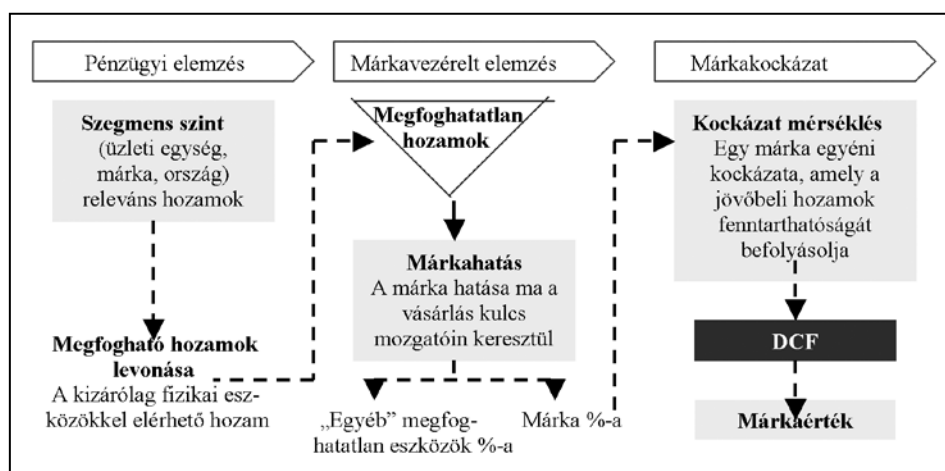 Pénzügyi elemzés
Márkavezérelt elemzés
Márkakockázat
Szegmens szint
(üzleti egység,
márka, ország)
releváns hozamok
Megfogható hozamok
levonása
A kizárólag fizikai esz-
közökkel elérhető hozam
Megfoghatatlan
hozamok
Márkahatás
A márka hatása ma a
vásárlás kulcs
mozgatóin keresztül
„Egyéb” megfog-
hatatlan eszközök %-a
Márka %-a
Kockázat mérséklés
Egy márka egyéni
kockázata, amely a
jövőbeli hozamok
fenntarthatóságát
befolyásolja
DCF
Márkaérték